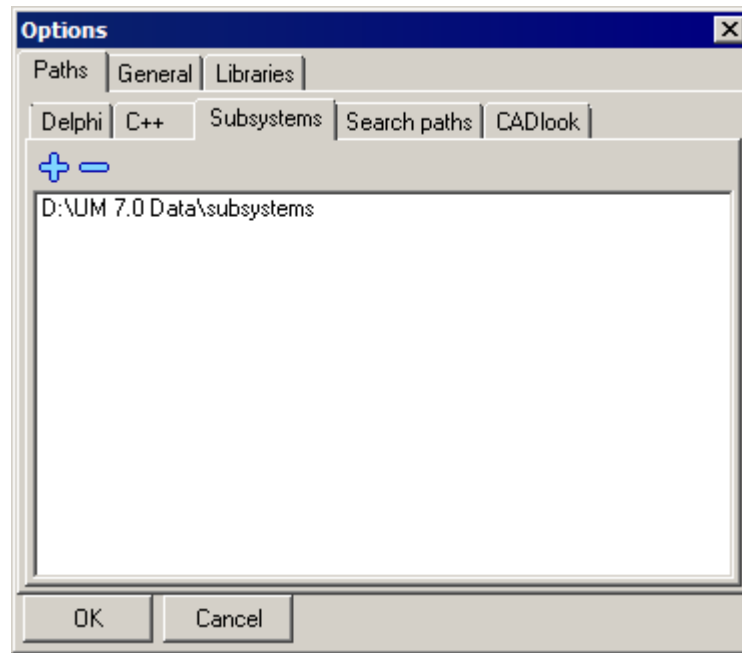 Options
Paths General Libraries
Delphi C++ Subsystems Search paths CADlook
D:\UM 7.0 Data\subsystems
OK Cancel